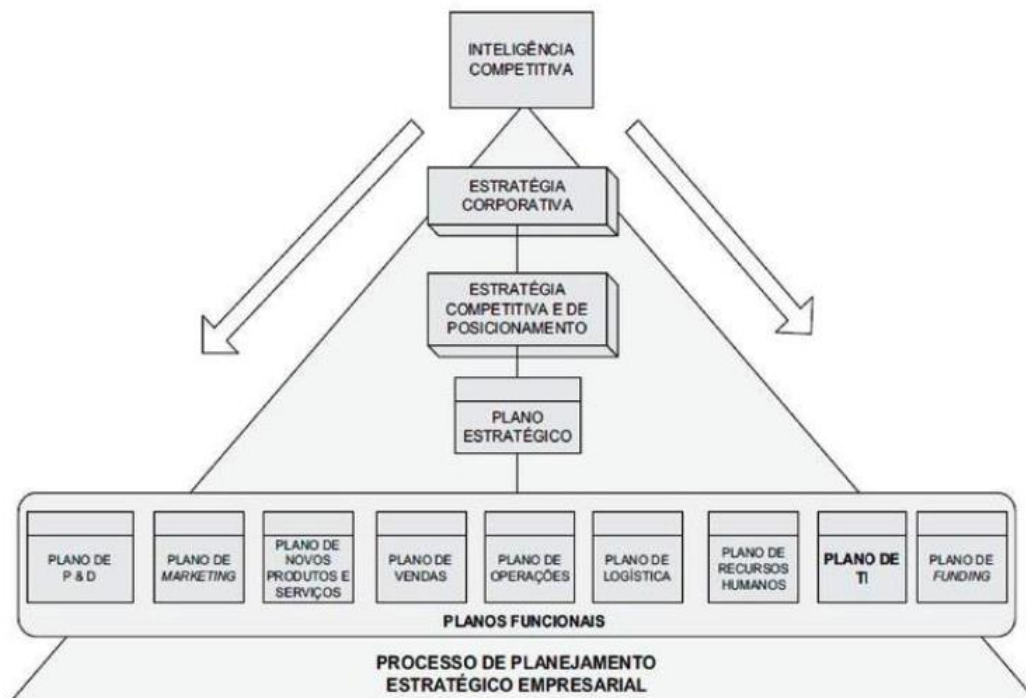 INTELIGÊNCIA
COMPETITIVA
ESTRATÉGIA
CORPORATIVA
ESTRATÉGIA
COMPETITIVA E DE
POSICIONAMENTO
PLANO
ESTRATÉGICO
PLANO DE
P & D
PLANO DE
MARKETING
PLANO DE
NOVOS
PRODUTOS E
SERVIÇOS
PLANO DE
VENDAS
PLANO DE
OPERAÇÕES
PLANO DE
LOGÍSTICA
PLANO DE
RECURSOS
HUMANOS
PLANO DE
TI
PLANO DE
FUNDING
PLANOS FUNCIONAIS
PROCESSO DE PLANEJAMENTO
ESTRATÉGICO EMPRESARIAL